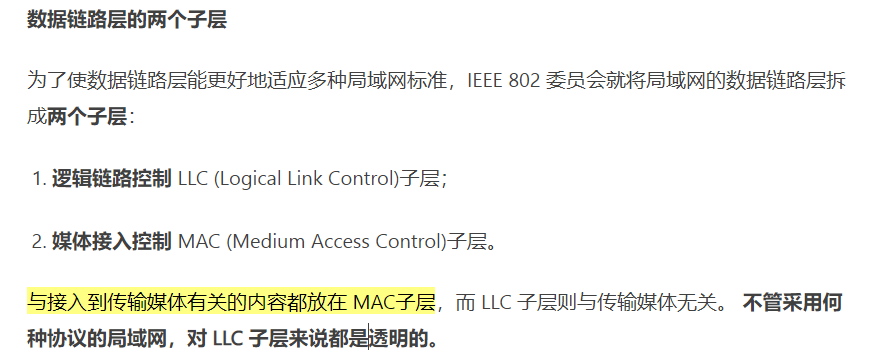 数据链路层的两个子层
为了使数据链路层能更好地适应多种局域网标准，IEEE 802 委员会就将局域网的数据链路层拆
成两个子层：
1. 逻辑链路控制 LLC (Logical Link Control)子层；
2. 媒体接入控制 MAC (Medium Access Control)子层。
与接入到传输媒体有关的内容都放在 MAC子层，而 LLC 子层则与传输媒体无关。 不管采用何
种协议的局域网，对 LLC 子层来说都是透明的。